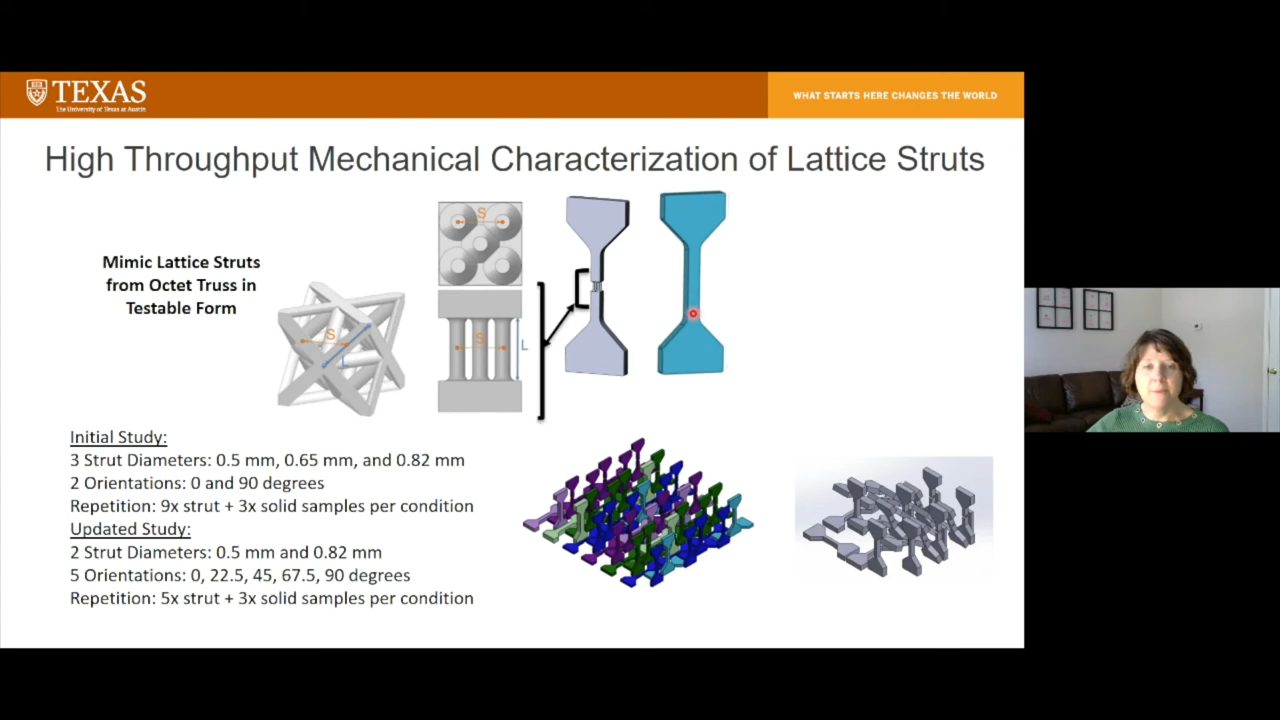 TEXAS
The University of Texas at Austin
WHAT STARTS HERE CHANGES THE WORLD
High Throughput Mechanical Characterization of Lattice Struts
Mimic Lattice Struts
from Octet Truss in
Testable Form
S
L
S
S
L
Initial Study:
3 Strut Diameters: 0.5 mm, 0.65 mm, and 0.82 mm
2 Orientations: 0 and 90 degrees
Repetition: 9x strut + 3x solid samples per condition
Updated Study:
2 Strut Diameters: 0.5 mm and 0.82 mm
5 Orientations: 0, 22.5, 45, 67.5, 90 degrees
Repetition: 5x strut + 3x solid samples per condition